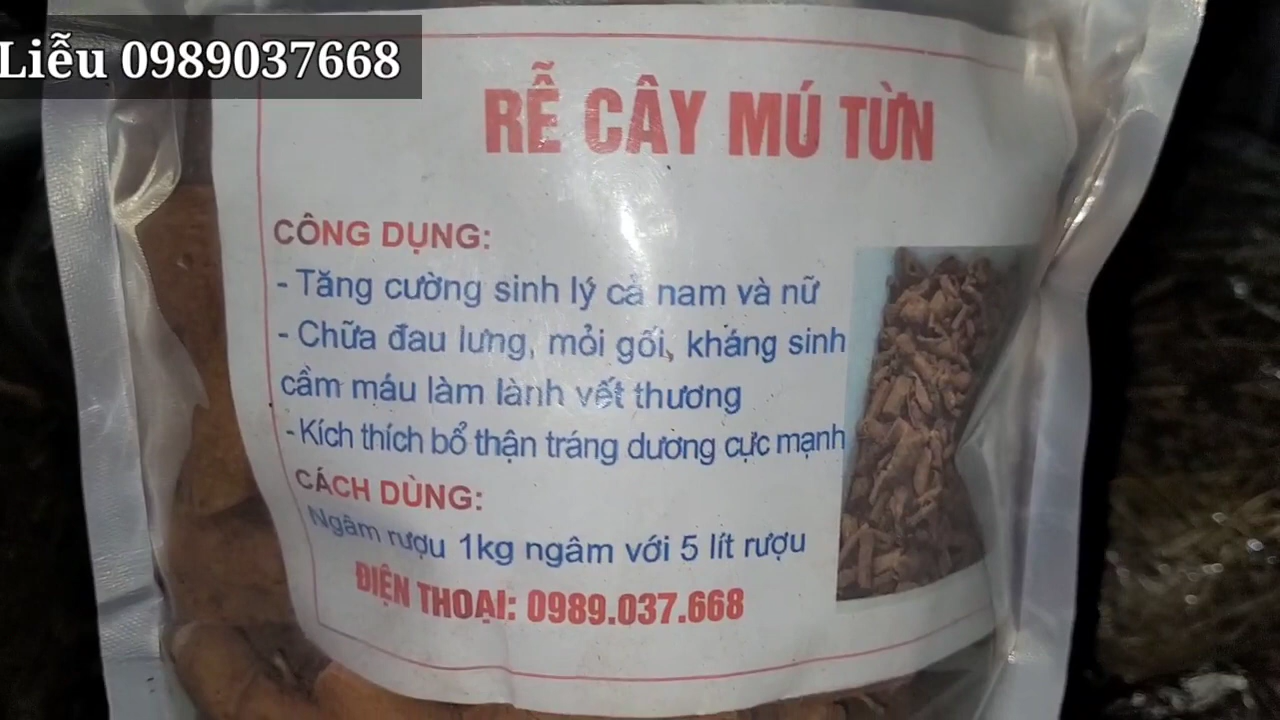 Liễu 0989037668
RỄ CÂY MÚ TỪN
CÔNG DỤNG:
- Tăng cường sinh lý cả nam và nữ
- Chữa đau lưng, mỏi gối, kháng sinh
cầm máu làm lành vết thương
- Kích thích bổ thận tráng dương cực mạnh
CÁCH DÙNG:
Ngâm rượu 1kg ngâm với 5 lít rượu
ĐIỆN THOẠI: 0989.037.668